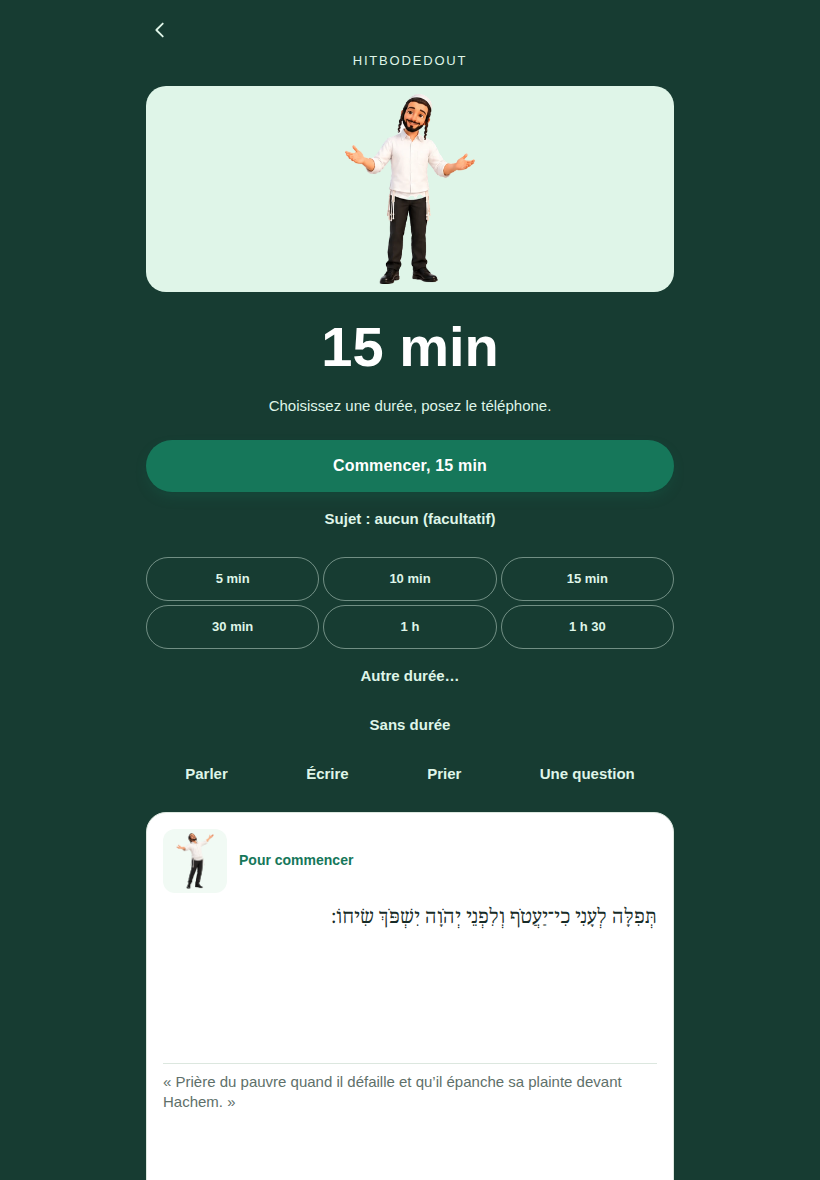 HITBODEDOUT
15 min
Choisissez une durée, posez le téléphone.
Commencer, 15 min
Sujet : aucun (facultatif)
5 min 10 min 15 min
30 min 1 h 1 h 30
Autre durée…
Sans durée
Parler Écrire Prier Une question
Pour commencer
תְּפִלָּה לְעָנִי כִי־יַעֲטֹף וְלִפְנֵי יְהֹוָה יִשְׁפֹּךְ שִׂיחוֹ:
« Prière du pauvre quand il défaille et qu’il épanche sa plainte devant
Hachem. »